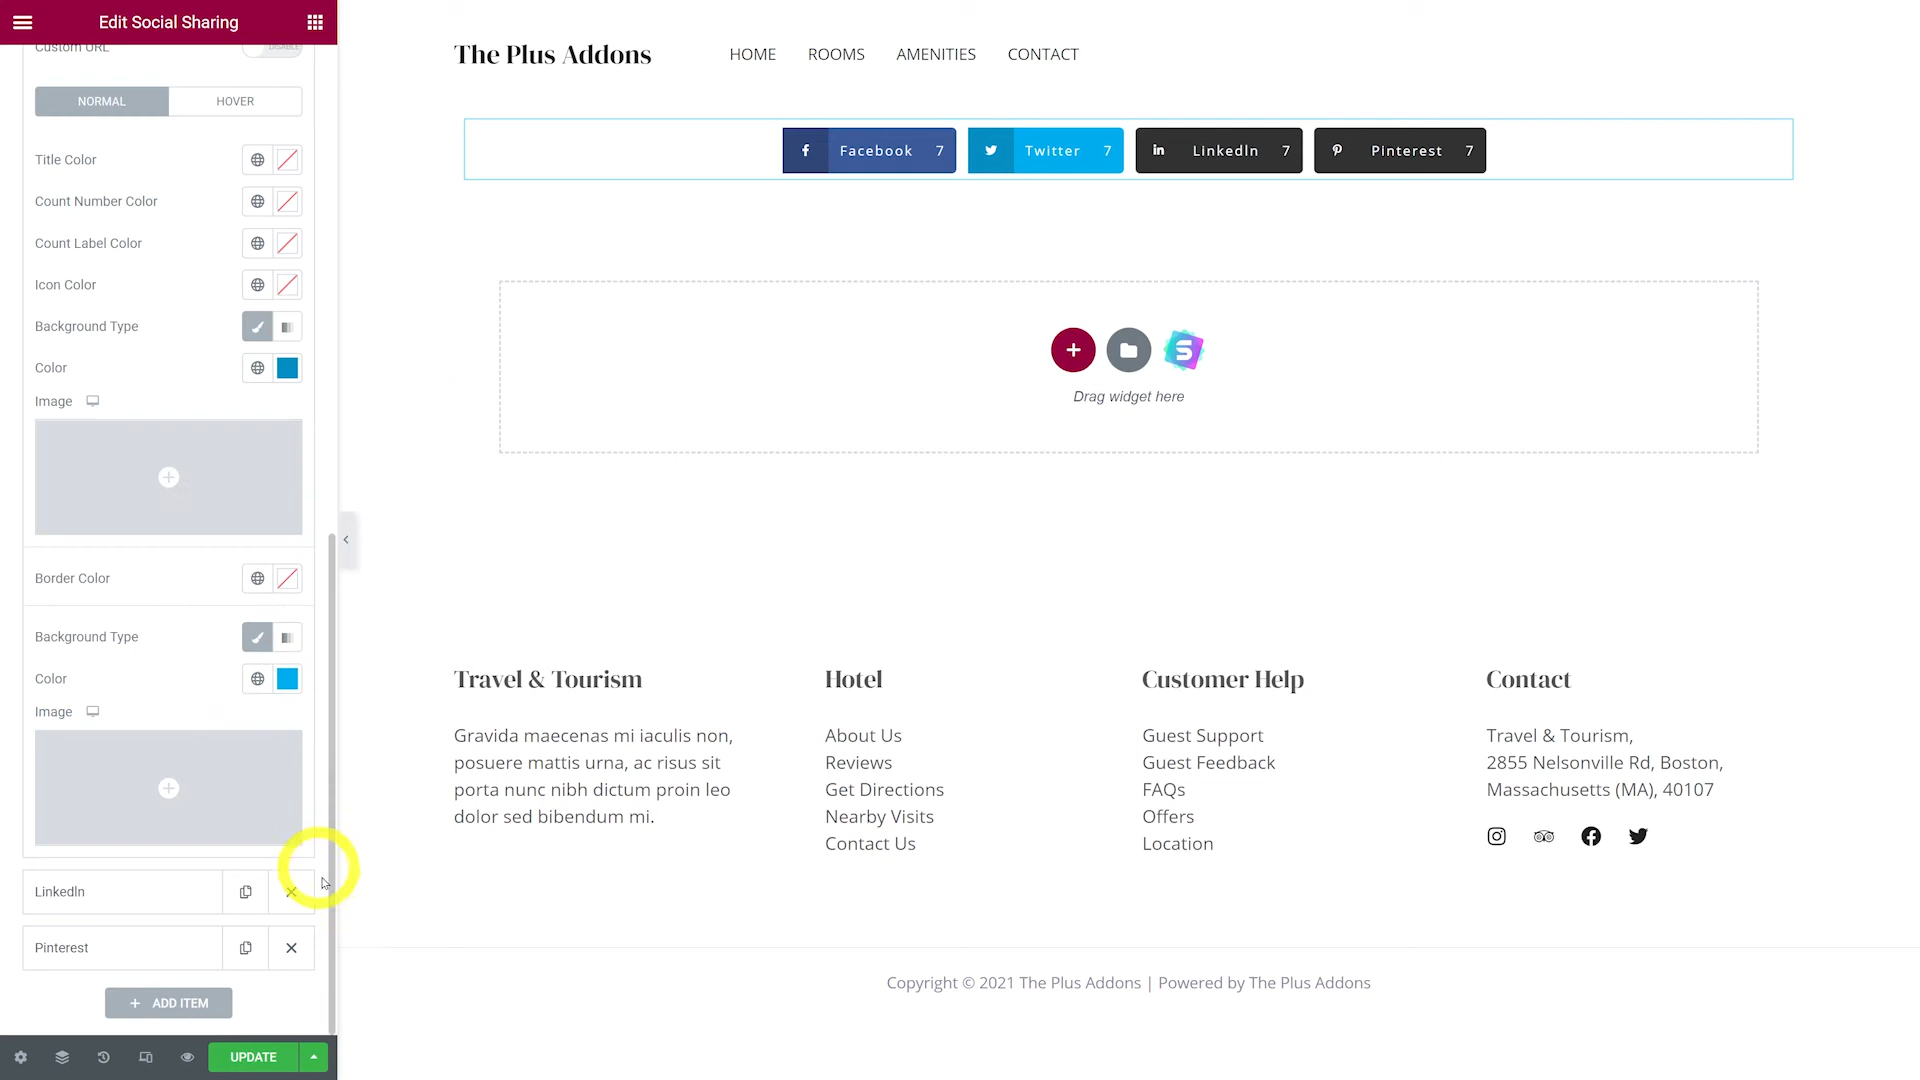 Edit Social Sharing
Custom URL
DISABLE
NORMAL
HOVER
Title Color
Count Number Color
Count Label Color
Icon Color
Background Type
Color
Image
Border Color
Background Type
Color
Image
LinkedIn
Pinterest
ADD ITEM
UPDATE
The Plus Addons
HOME
ROOMS
AMENITIES
CONTACT
Facebook 7
Twitter 7
LinkedIn 7
Pinterest 7
Drag widget here
Travel & Tourism
Gravida maecenas mi iaculis non,
posuere mattis urna, ac risus sit
porta nunc nibh dictum proin leo
dolor sed bibendum mi.
Hotel
About Us
Reviews
Get Directions
Nearby Visits
Contact Us
Customer Help
Guest Support
Guest Feedback
FAQs
Offers
Location
Contact
Travel & Tourism,
2855 Nelsonville Rd, Boston,
Massachusetts (MA), 40107
Copyright © 2021 The Plus Addons | Powered by The Plus Addons